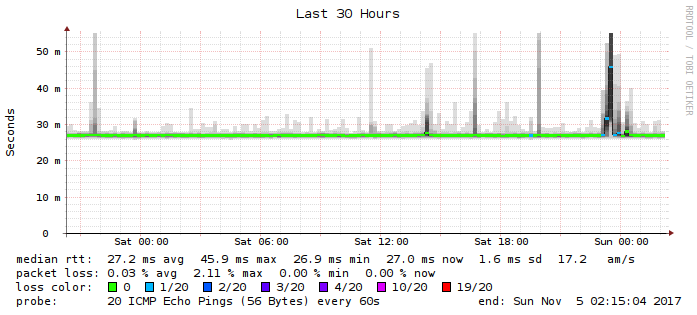 Last 30 Hours
RRDTOOL / TOBI OETIKER
Seconds
50 m
40 m
30 m
20 m
10 m
0
Sat 00:00 Sat 06:00 Sat 12:00 Sat 18:00 Sun 00:00
median rtt: 27.2 ms avg 45.9 ms max 26.9 ms min 27.0 ms now 1.6 ms sd 17.2 am/s
packet loss: 0.03 % avg 2.11 % max 0.00 % min 0.00 % now
loss color: 0 1/20 2/20 3/20 4/20 10/20 19/20
probe: 20 ICMP Echo Pings (56 Bytes) every 60s end: Sun Nov 5 02:15:04 2017